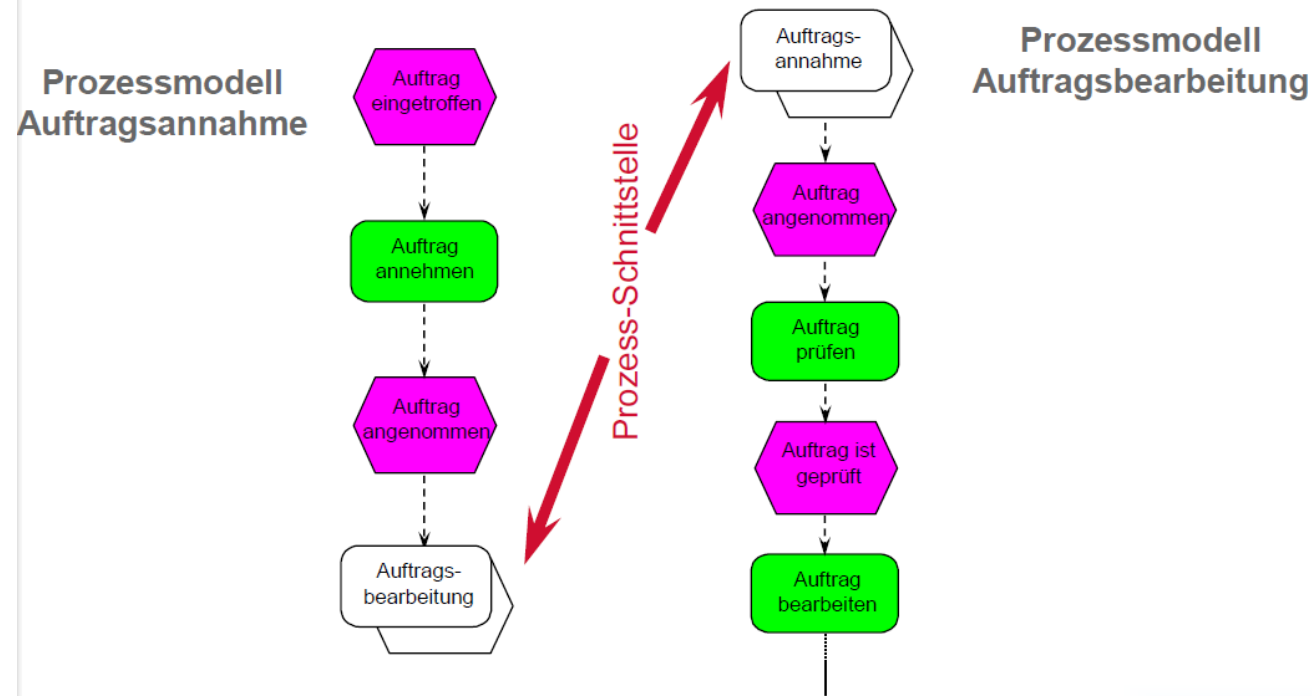 Prozessmodell
Auftragsannahme
Auftrag
eingetroffen
Auftrag
annehmen
Auftrag
angenommen
Auftrags-
bearbeitung
Prozess-Schnittstelle
Auftrags-
annahme
Prozessmodell
Auftragsbearbeitung
Auftrag
angenommen
Auftrag
prüfen
Auftrag ist
geprüft
Auftrag
bearbeiten